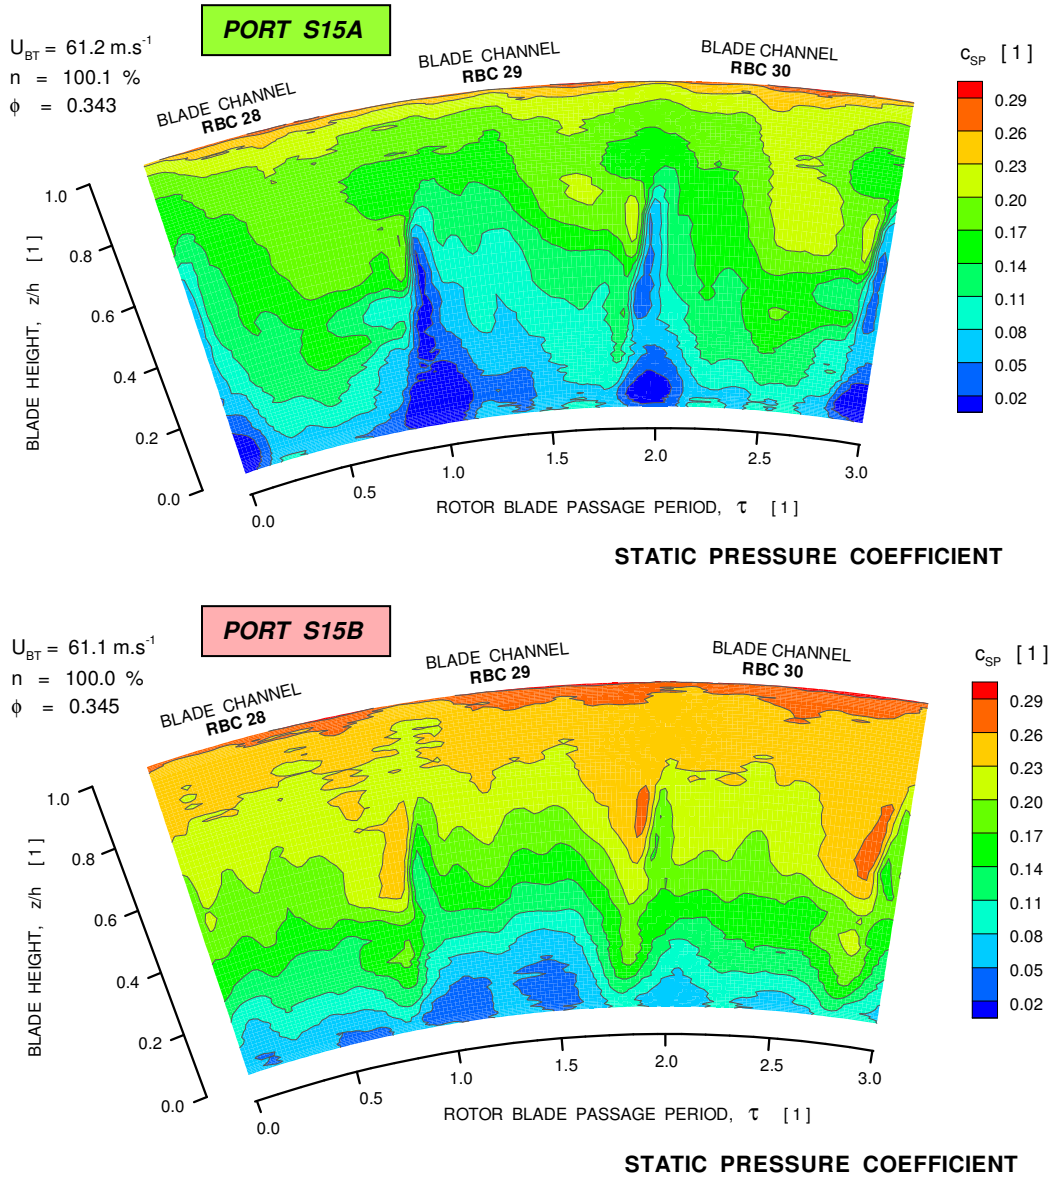 PORT S15A
U_BT = 61.2 m.s⁻¹
n = 100.1 %
ϕ = 0.343
BLADE CHANNEL
RBC 28
BLADE CHANNEL
RBC 29
BLADE CHANNEL
RBC 30
c_SP [ 1 ]
0.29
0.26
0.23
0.20
0.17
0.14
0.11
0.08
0.05
0.02
BLADE HEIGHT, z/h [ 1 ]
1.0
0.8
0.6
0.4
0.2
0.0
0.0
0.5
1.0
1.5
2.0
2.5
3.0
ROTOR BLADE PASSAGE PERIOD, τ [ 1 ]
STATIC PRESSURE COEFFICIENT
PORT S15B
U_BT = 61.1 m.s⁻¹
n = 100.0 %
ϕ = 0.345
BLADE CHANNEL
RBC 28
BLADE CHANNEL
RBC 29
BLADE CHANNEL
RBC 30
c_SP [ 1 ]
0.29
0.26
0.23
0.20
0.17
0.14
0.11
0.08
0.05
0.02
BLADE HEIGHT, z/h [ 1 ]
1.0
0.8
0.6
0.4
0.2
0.0
0.0
0.5
1.0
1.5
2.0
2.5
3.0
ROTOR BLADE PASSAGE PERIOD, τ [ 1 ]
STATIC PRESSURE COEFFICIENT